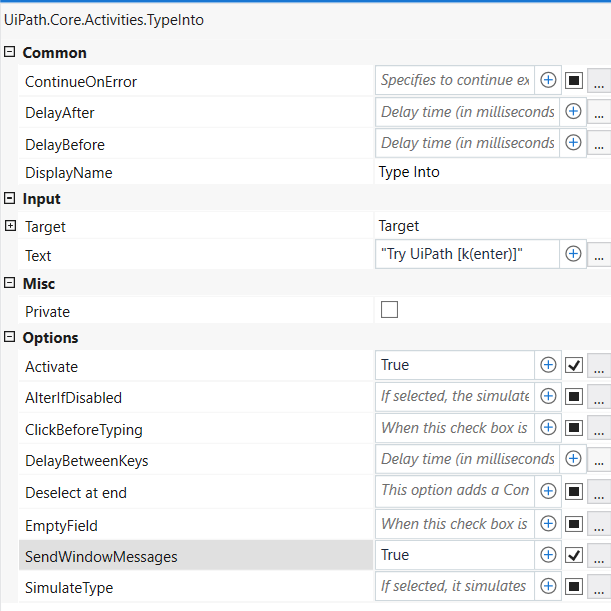 UiPath.Core.Activities.TypeInto
Common
ContinueOnError Specifies to continue ex ...
DelayAfter Delay time (in milliseconds ...
DelayBefore Delay time (in milliseconds ...
DisplayName Type Into
Input
Target Target
Text "Try UiPath [k(enter)]" ...
Misc
Private
Options
Activate True ...
AlterIfDisabled If selected, the simulate ...
ClickBeforeTyping When this check box is ...
DelayBetweenKeys Delay time (in milliseconds ...
Deselect at end This option adds a Con ...
EmptyField When this check box is ...
SendWindowMessages True ...
SimulateType If selected, it simulates ...